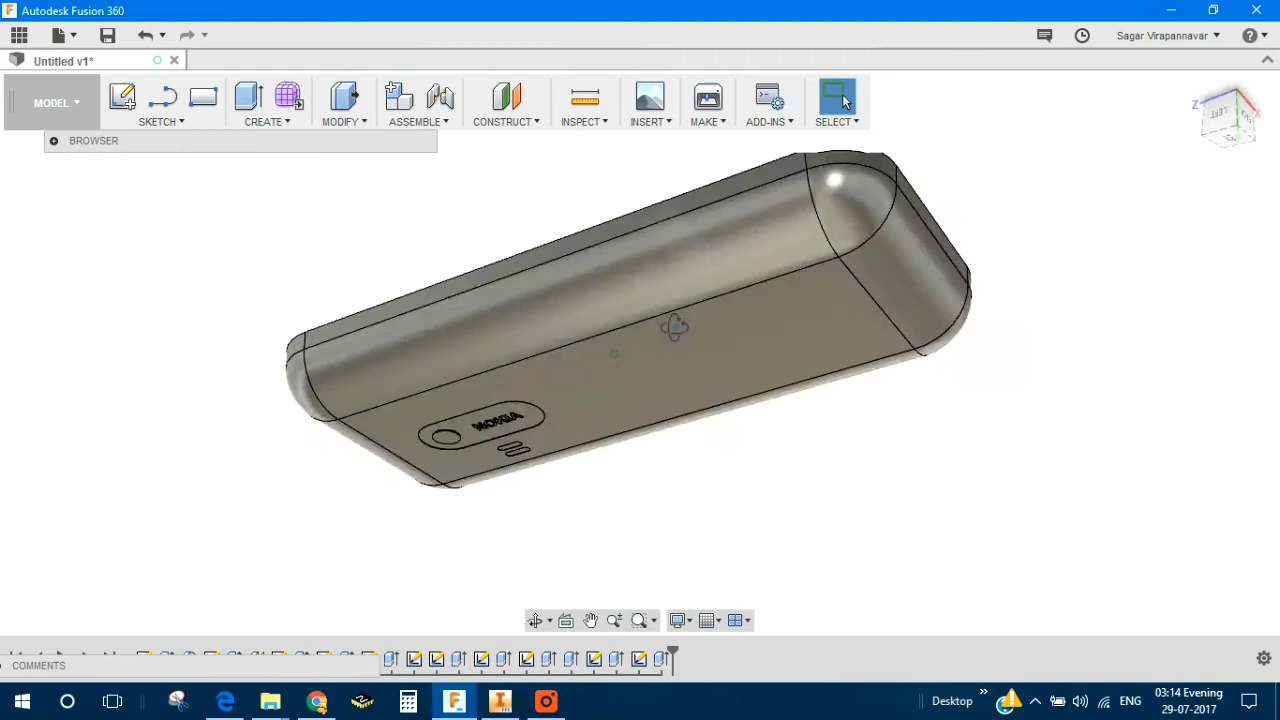 Autodesk Fusion 360
Sagar Virapannavar
Untitled v1*
MODEL
SKETCH
CREATE
MODIFY
ASSEMBLE
CONSTRUCT
INSPECT
INSERT
MAKE
ADD-INS
SELECT
BROWSER
Z
LEFT
NOKIA
COMMENTS
Desktop
ENG
03:14 Evening
29-07-2017